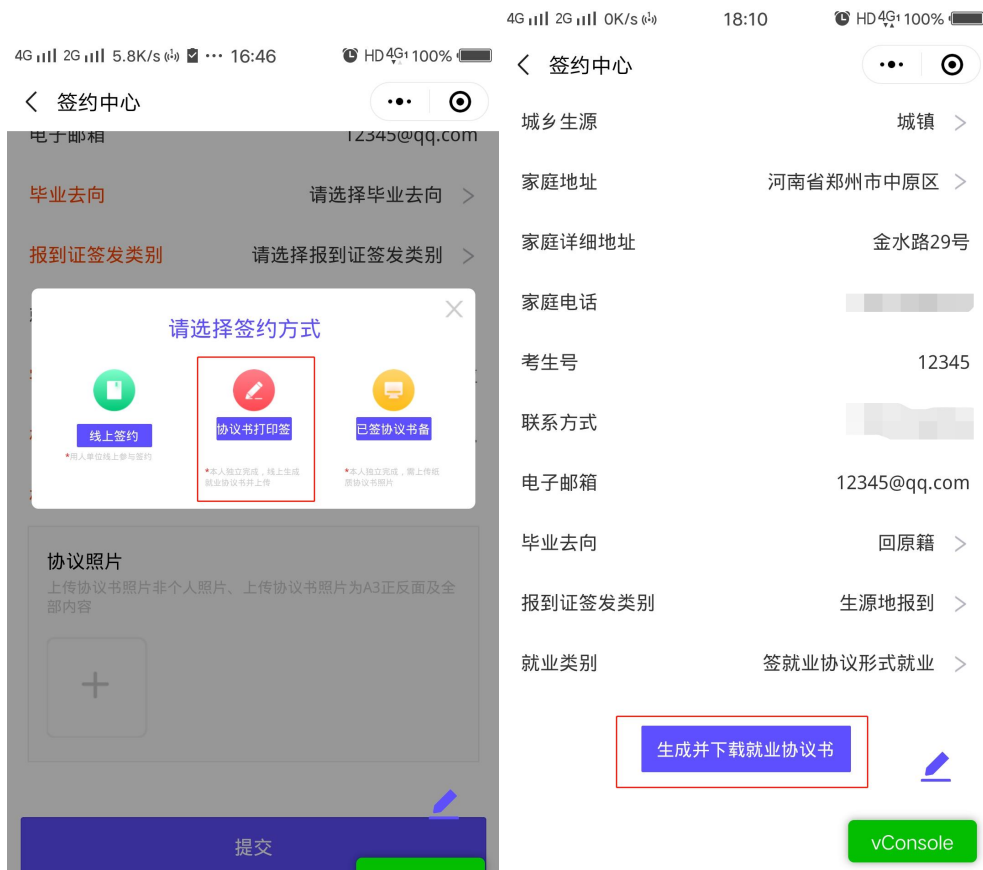 4G 2G 5.8K/s ··· 16:46 HD 4G 100%
签约中心
电子邮箱 12345@qq.com
毕业去向 请选择毕业去向 >
报到证签发类别 请选择报到证签发类别 >
请选择签约方式
线上签约
*用人单位线上参与签约
协议书打印签
*本人独立完成，线上生成
就业协议书并上传
已签协议书备
*本人独立完成，需上传纸
质协议书照片
协议照片
上传协议书照片非个人照片、上传协议书照片为A3正反面及全
部内容
提交
4G 2G 0K/s 18:10 HD 4G 100%
签约中心
城乡生源 城镇 >
家庭地址 河南省郑州市中原区 >
家庭详细地址 金水路29号
家庭电话
考生号 12345
联系方式
电子邮箱 12345@qq.com
毕业去向 回原籍 >
报到证签发类别 生源地报到 >
就业类别 签就业协议形式就业 >
生成并下载就业协议书
vConsole